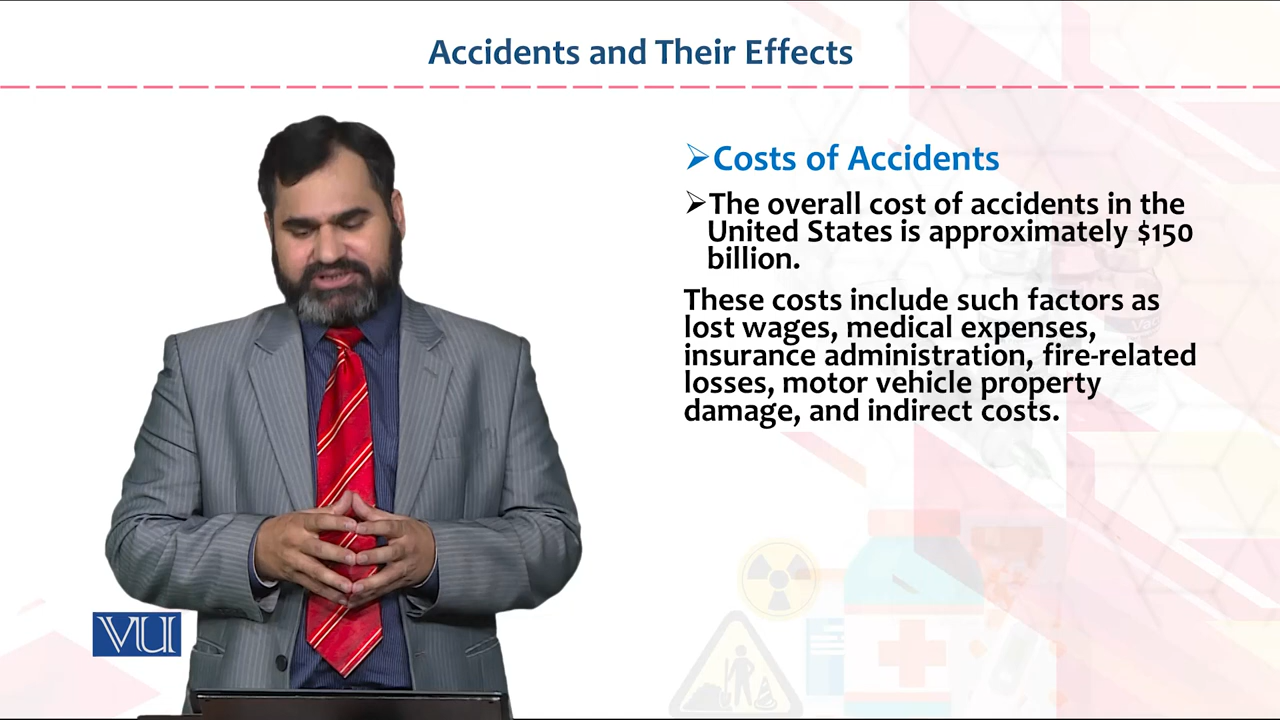 Accidents and Their Effects
➢Costs of Accidents
➢The overall cost of accidents in the
United States is approximately $150
billion.
These costs include such factors as
lost wages, medical expenses,
insurance administration, fire-related
losses, motor vehicle property
damage, and indirect costs.
VU